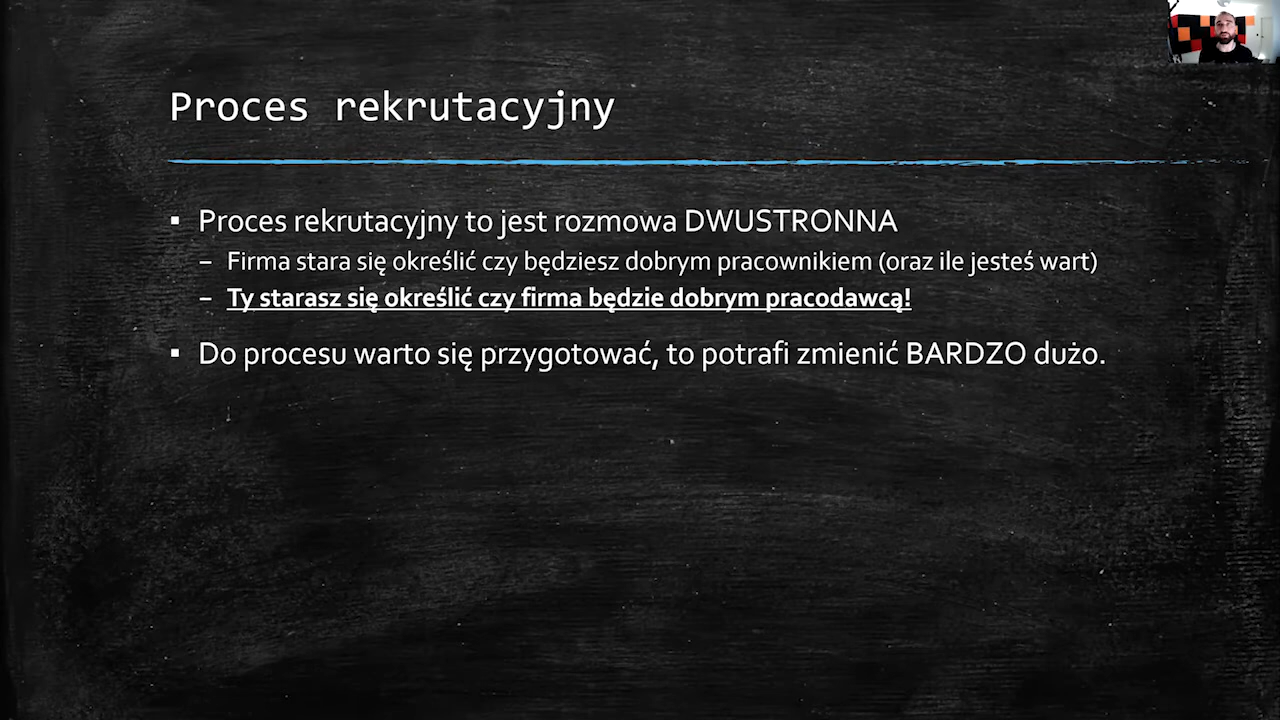 Proces rekrutacyjny
▪ Proces rekrutacyjny to jest rozmowa DWUSTRONNA
– Firma stara się określić czy będziesz dobrym pracownikiem (oraz ile jesteś wart)
– Ty starasz się określić czy firma będzie dobrym pracodawcą!
▪ Do procesu warto się przygotować, to potrafi zmienić BARDZO dużo.